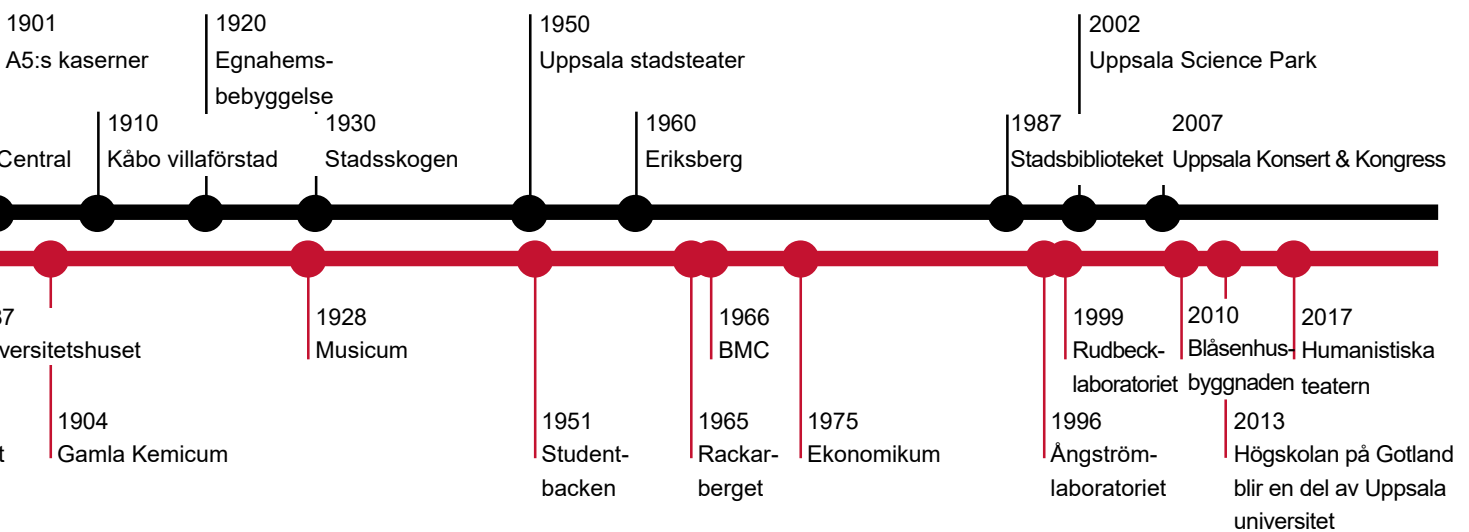 1901
A5:s kaserner
1920
Egnahems-
bebyggelse
1950
Uppsala stadsteater
2002
Uppsala Science Park
Central
1910
Kåbo villaförstad
1930
Stadsskogen
1960
Eriksberg
1987
Stadsbiblioteket
2007
Uppsala Konsert & Kongress
37
versitetshuset
1928
Musicum
1966
BMC
1999
Rudbeck-
laboratoriet
2010
Blåsenhus-
byggnaden
2017
Humanistiska
teatern
t
1904
Gamla Kemicum
1951
Student-
backen
1965
Rackar-
berget
1975
Ekonomikum
1996
Ångström-
laboratoriet
2013
Högskolan på Gotland
blir en del av Uppsala
universitet